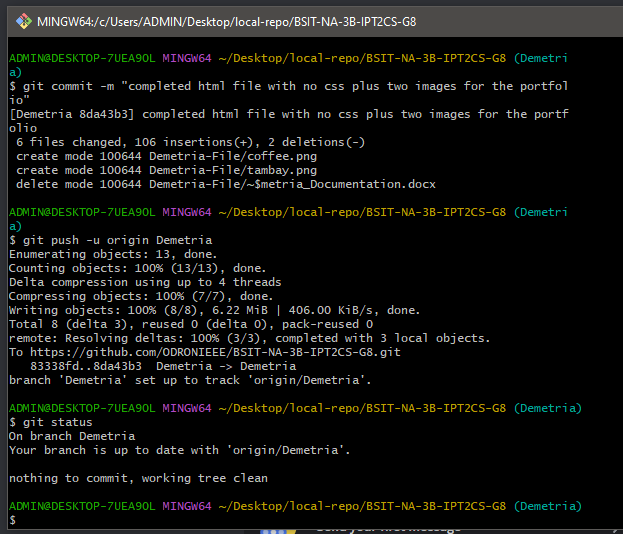 MINGW64:/c/Users/ADMIN/Desktop/local-repo/BSIT-NA-3B-IPT2CS-G8
ADMIN@DESKTOP-7UEA9OL MINGW64 ~/Desktop/local-repo/BSIT-NA-3B-IPT2CS-G8 (Demetri
a)
$ git commit -m "completed html file with no css plus two images for the portfol
io"
[Demetria 8da43b3] completed html file with no css plus two images for the portf
olio
 6 files changed, 106 insertions(+), 2 deletions(-)
 create mode 100644 Demetria-File/coffee.png
 create mode 100644 Demetria-File/tambay.png
 delete mode 100644 Demetria-File/~$metria_Documentation.docx
ADMIN@DESKTOP-7UEA9OL MINGW64 ~/Desktop/local-repo/BSIT-NA-3B-IPT2CS-G8 (Demetri
a)
$ git push -u origin Demetria
Enumerating objects: 13, done.
Counting objects: 100% (13/13), done.
Delta compression using up to 4 threads
Compressing objects: 100% (7/7), done.
Writing objects: 100% (8/8), 6.22 MiB | 406.00 KiB/s, done.
Total 8 (delta 3), reused 0 (delta 0), pack-reused 0
remote: Resolving deltas: 100% (3/3), completed with 3 local objects.
To https://github.com/ODRONIEEE/BSIT-NA-3B-IPT2CS-G8.git
   83338fd..8da43b3  Demetria -> Demetria
branch 'Demetria' set up to track 'origin/Demetria'.
ADMIN@DESKTOP-7UEA9OL MINGW64 ~/Desktop/local-repo/BSIT-NA-3B-IPT2CS-G8 (Demetria)
$ git status
On branch Demetria
Your branch is up to date with 'origin/Demetria'.
nothing to commit, working tree clean
ADMIN@DESKTOP-7UEA9OL MINGW64 ~/Desktop/local-repo/BSIT-NA-3B-IPT2CS-G8 (Demetria)
$